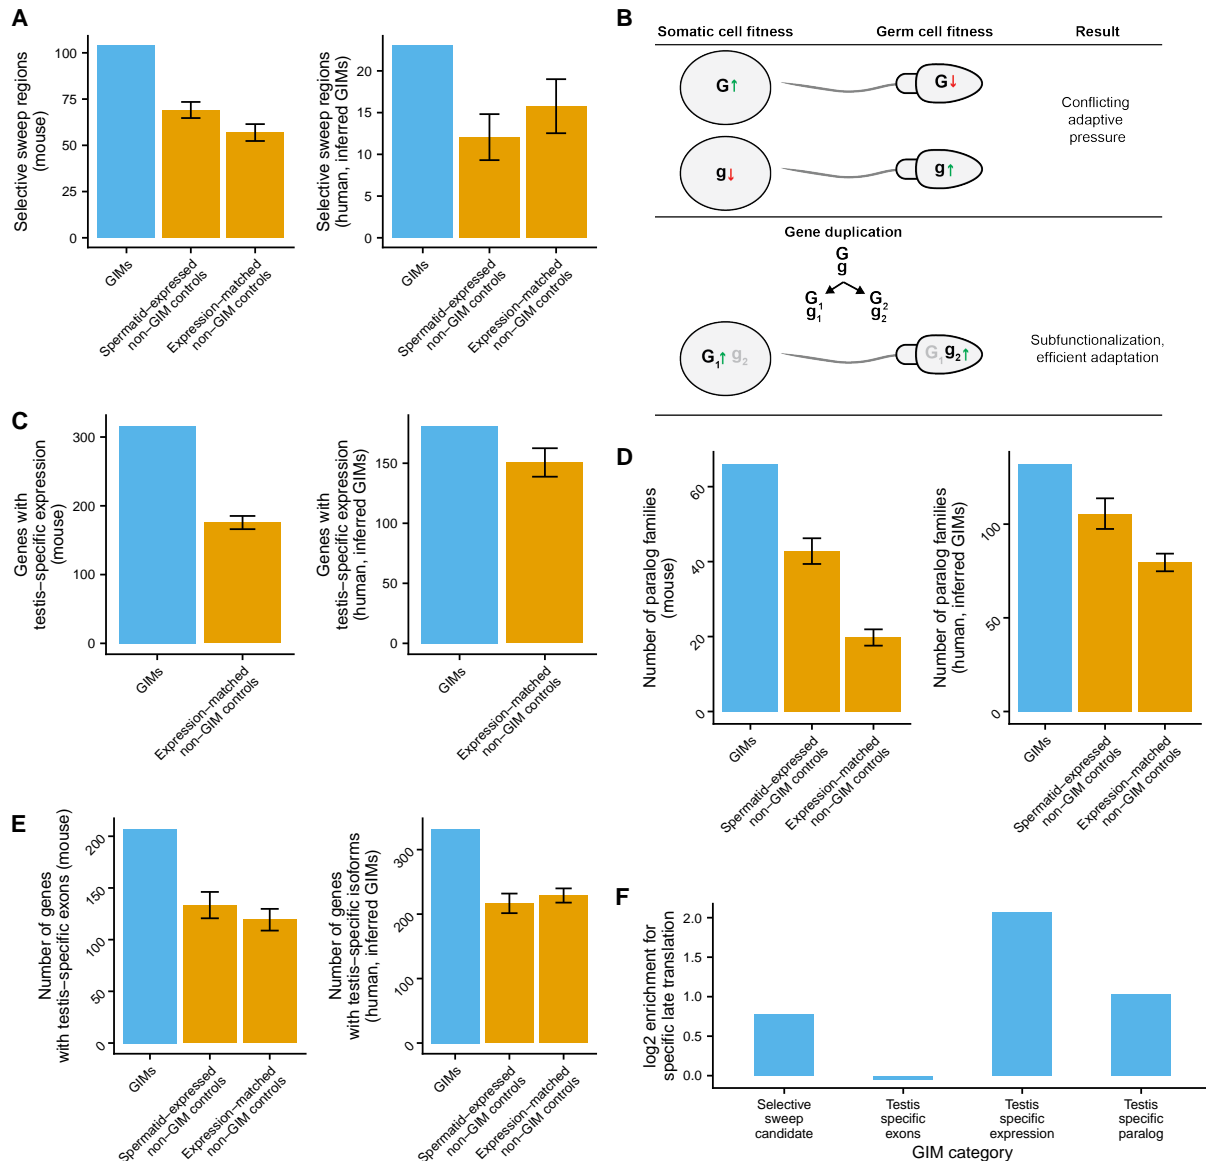 A
Selective sweep regions
(mouse)
100
75
50
25
0
GIMs
Spermatid−expressed
non−GIM controls
Expression−matched
non−GIM controls
Selective sweep regions
(human, inferred GIMs)
20
15
10
5
0
GIMs
Spermatid−expressed
non−GIM controls
Expression−matched
non−GIM controls
B
Somatic cell fitness
Germ cell fitness
Result
G↑
G↓
Conflicting
adaptive
pressure
g↓
g↑
Gene duplication
G
g
G1
g1
G2
g2
G1↑ g2
G1 g2↑
Subfunctionalization,
efficient adaptation
C
Genes with
testis−specific expression
(mouse)
300
200
100
0
GIMs
Expression−matched
non−GIM controls
Genes with
testis−specific expression
(human, inferred GIMs)
150
100
50
0
GIMs
Expression−matched
non−GIM controls
D
Number of paralog families
(mouse)
60
40
20
0
GIMs
Spermatid−expressed
non−GIM controls
Expression−matched
non−GIM controls
Number of paralog families
(human, inferred GIMs)
100
50
0
GIMs
Spermatid−expressed
non−GIM controls
Expression−matched
non−GIM controls
E
Number of genes
with testis−specific exons (mouse)
200
150
100
50
0
GIMs
Spermatid−expressed
non−GIM controls
Expression−matched
non−GIM controls
Number of genes
with testis−specific isoforms
(human, inferred GIMs)
300
200
100
0
GIMs
Spermatid−expressed
non−GIM controls
Expression−matched
non−GIM controls
F
log2 enrichment for
specific late translation
2.0
1.0
0.5
0.0
Selective
sweep
candidate
Testis
specific
exons
Testis
specific
expression
Testis
specific
paralog
GIM category